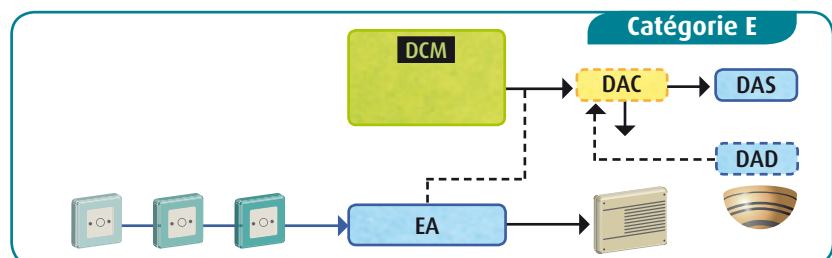 Catégorie E
DCM
DAC
DAS
DAD
EA